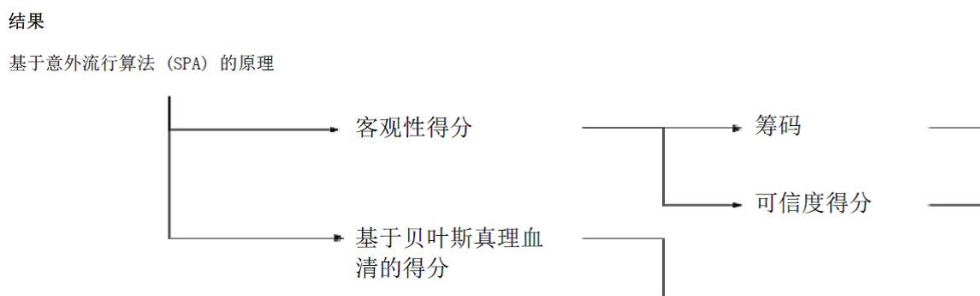 结果
基于意外流行算法 (SPA) 的原理
客观性得分
筹码
可信度得分
基于贝叶斯真理血
清的得分